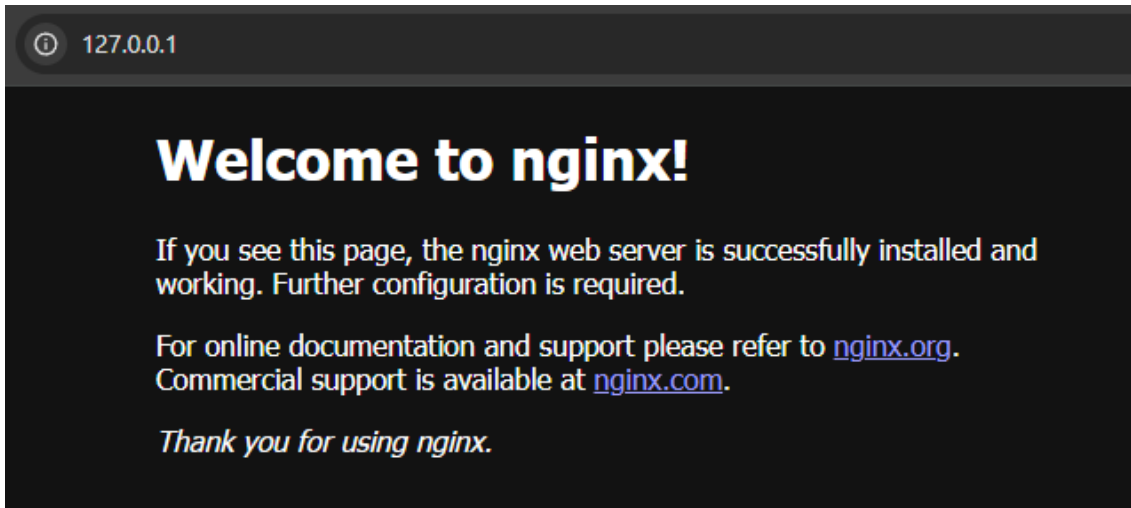 127.0.0.1
Welcome to nginx!
If you see this page, the nginx web server is successfully installed and
working. Further configuration is required.
For online documentation and support please refer to nginx.org.
Commercial support is available at nginx.com.
Thank you for using nginx.